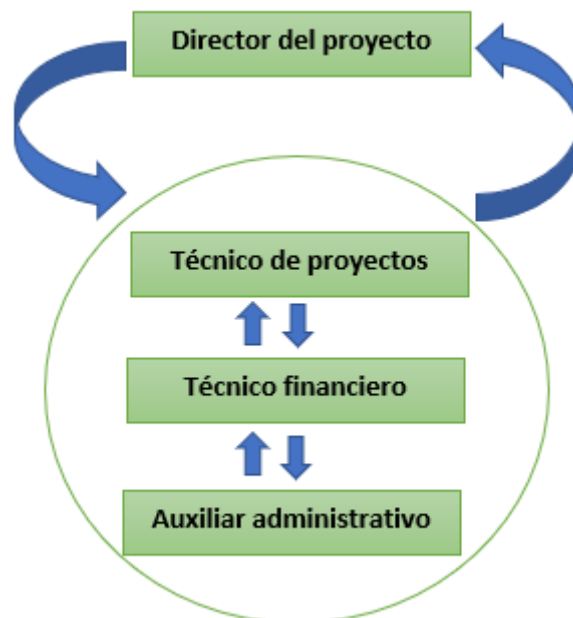 Director del proyecto
Técnico de proyectos
Técnico financiero
Auxiliar administrativo